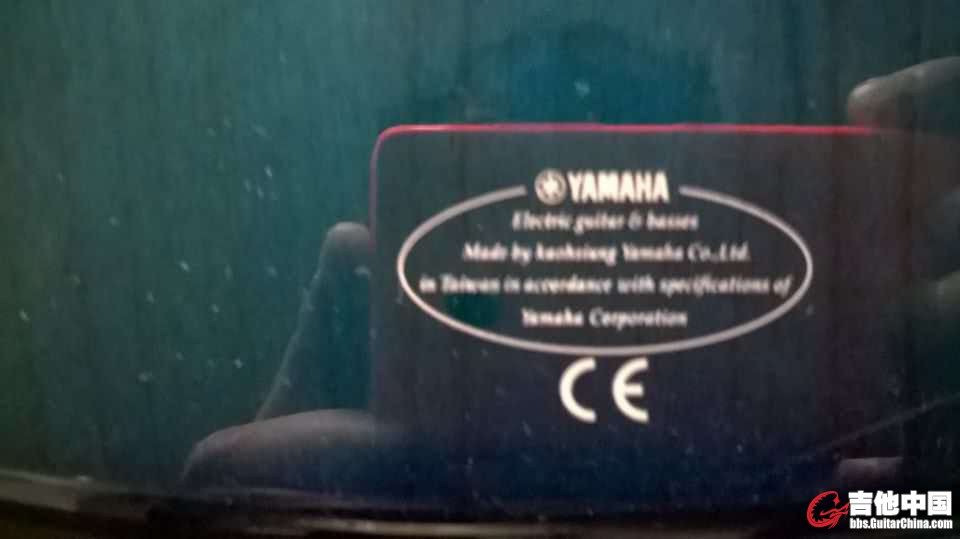 YAMAHA
Electric guitar & basses
Made by kaohsiung Yamaha Co.,Ltd.
in Taiwan in accordance with specifications of
Yamaha Corporation
CE
吉他中国
bbs.GuitarChina.com